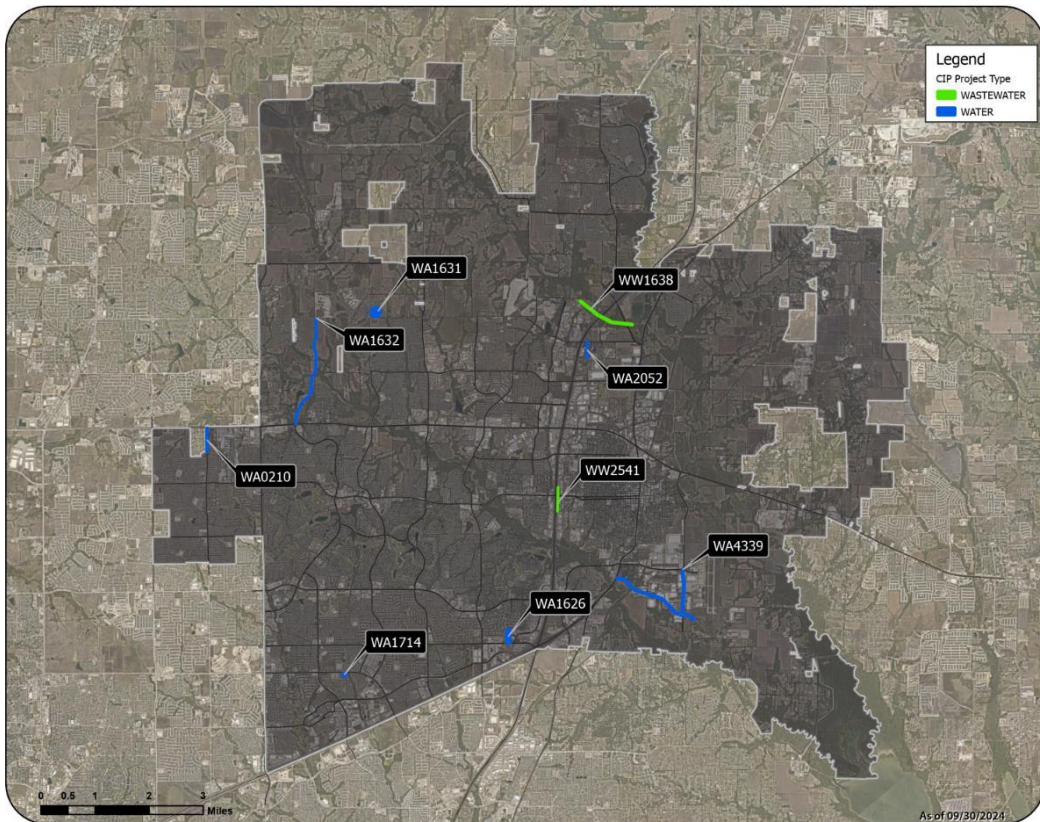 Legend
CIP Project Type
WASTEWATER
WATER
WA1631
WW1638
WA1632
WA2052
WA0210
WW2541
WA4339
WA1626
WA1714
0 0.5 1 2 3
Miles
As of 09/30/2024